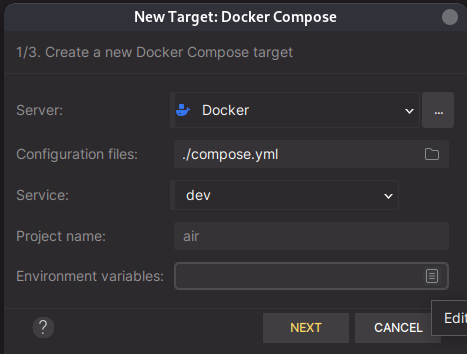 New Target: Docker Compose
1/3. Create a new Docker Compose target
Server: Docker ...
Configuration files: ./compose.yml
Service: dev
Project name: air
Environment variables:
? NEXT CANCEL Edit